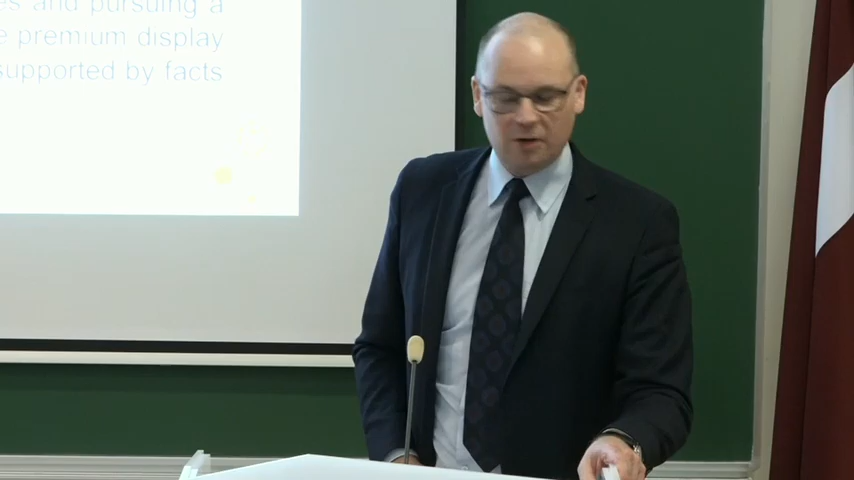 es and pursuing a
e premium display
supported by facts